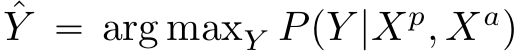 Ŷ = arg max_Y P(Y|X^p, X^a)